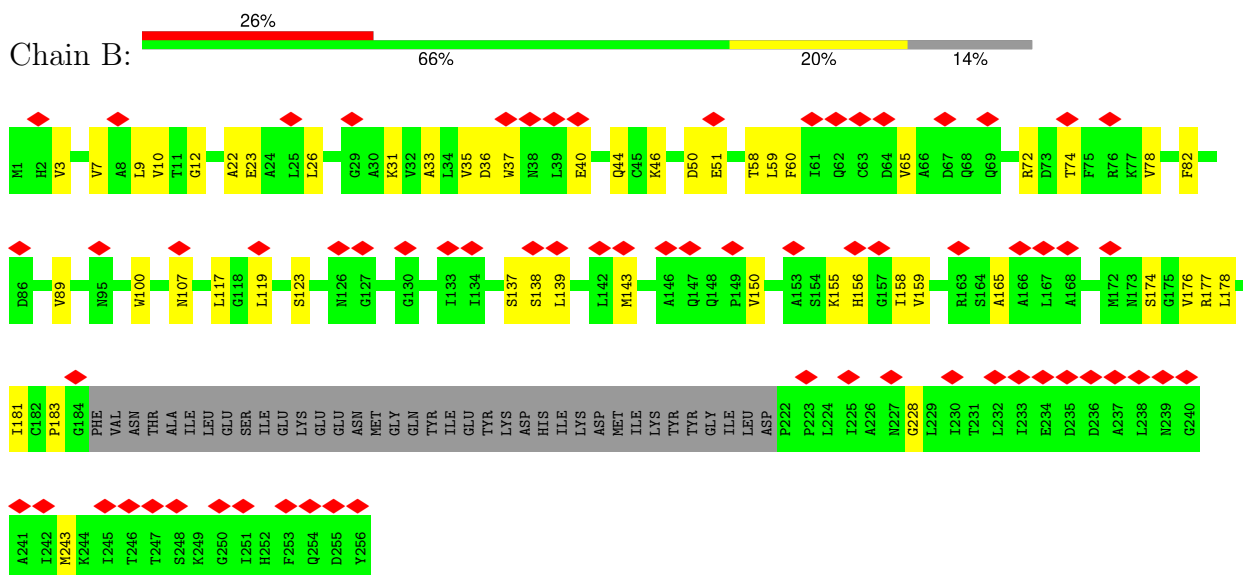 26%
Chain B:
66% 20% 14%
M1 H2 V3 V7 A8 L9 V10 T11 G12 A22 E23 A24 L25 L26 G29 A30 K31 V32 A33 L34 V35 D36 W37 N38 L39 E40 Q44 C45 K46 D50 E51 T58 L59 F60 I61 Q62 C63 D64 V65 A66 D67 Q68 Q69 R72 D73 T74 F75 R76 K77 V78 F82
D86 V89 N95 W100 N107 L117 G118 L119 S123 N126 G127 G130 I133 I134 S137 S138 L139 L142 M143 A146 Q147 Q148 P149 V150 A153 S154 K155 H156 G157 I158 V159 R163 S164 A165 A166 L167 A168 M172 N173 S174 G175 V176 R177 L178
I181 C182 P183 G184 PHE VAL ASN THR ALA ILE LEU GLU SER ILE GLU LYS GLU GLU ASN MET GLY GLN TYR ILE GLU TYR LYS ASP HIS ILE LYS ASP MET ILE LYS TYR TYR GLY ILE LEU ASP P222 P223 L224 I225 A226 N227 G228 L229 I230 T231 L232 I233 E234 D235 D236 A237 L238 N239 G240
A241 I242 M243 K244 I245 T246 T247 S248 K249 G250 I251 H252 F253 Q254 D255 Y256